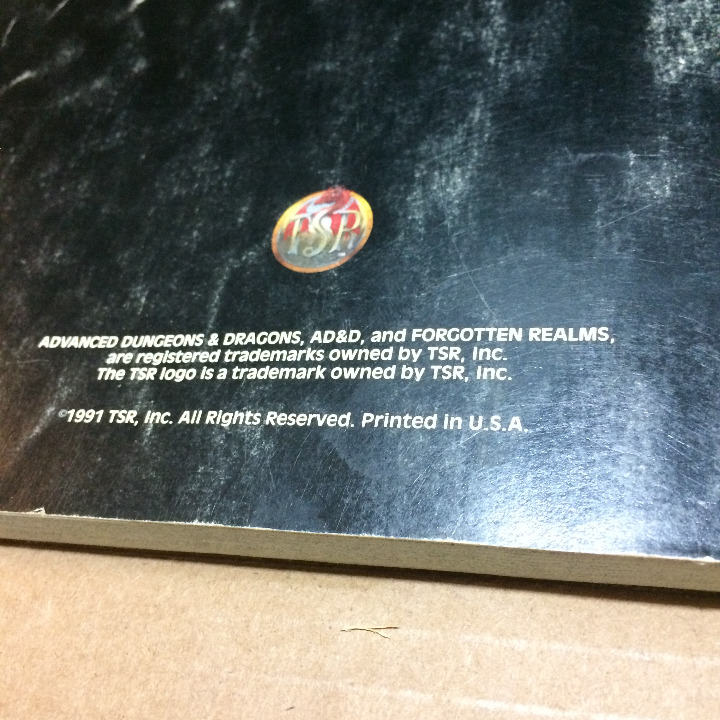 TSR
ADVANCED DUNGEONS & DRAGONS, AD&D, and FORGOTTEN REALMS,
are registered trademarks owned by TSR, Inc.
The TSR logo is a trademark owned by TSR, Inc.
©1991 TSR, Inc. All Rights Reserved. Printed in U.S.A.